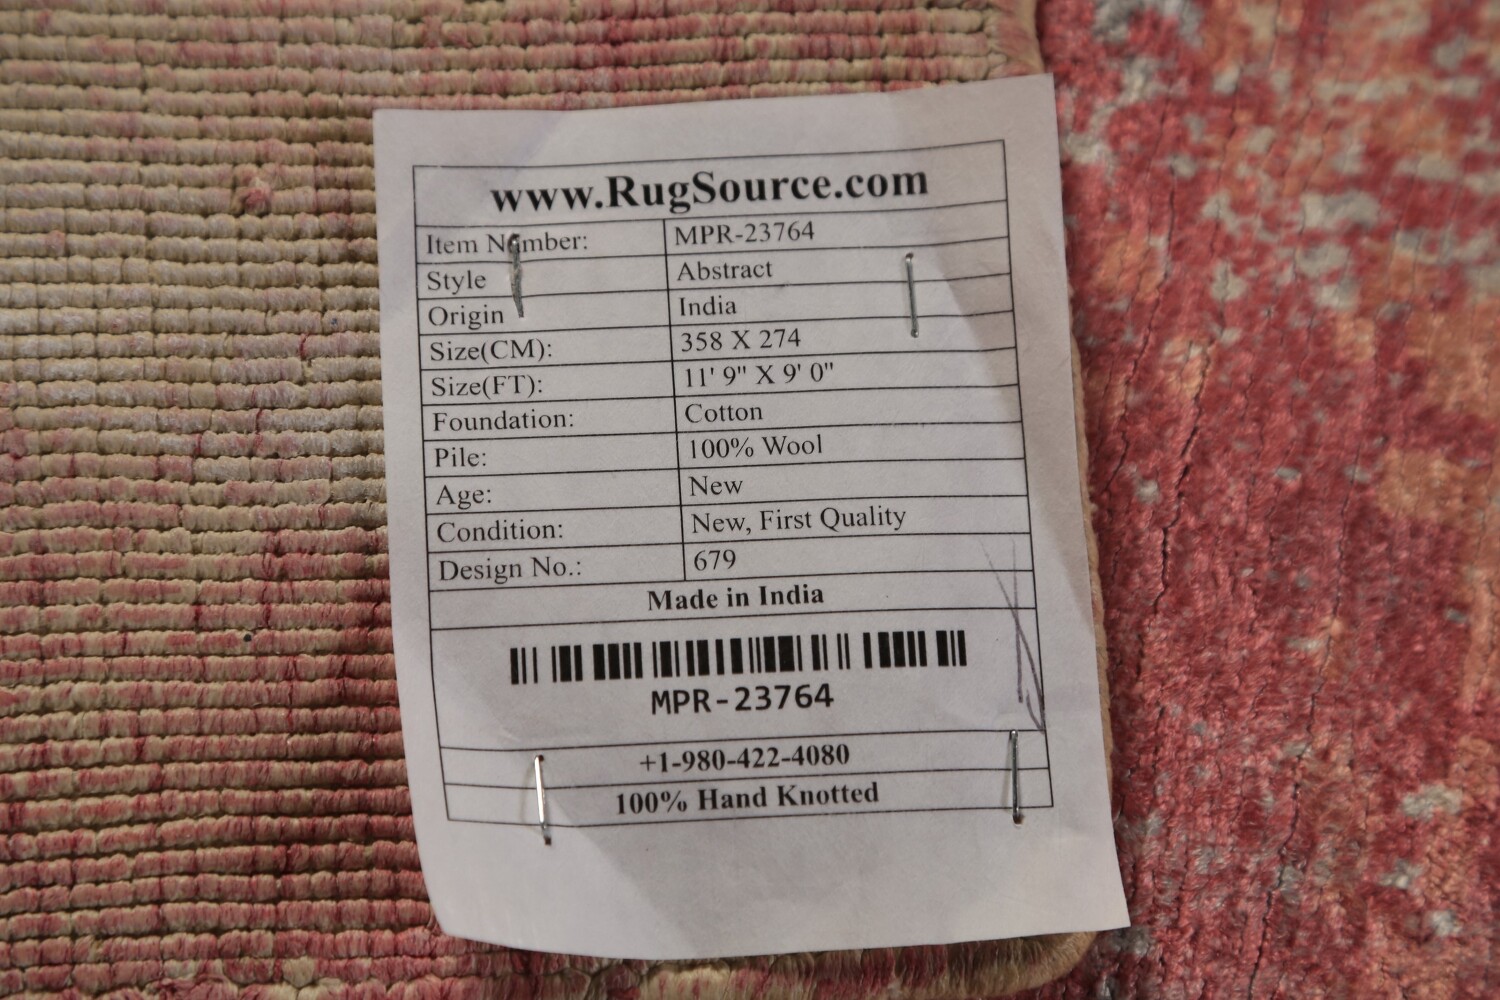 www.RugSource.com
Item Number: MPR-23764
Style Abstract
Origin India
Size(CM): 358 X 274
Size(FT): 11' 9" X 9' 0"
Foundation: Cotton
Pile: 100% Wool
Age: New
Condition: New, First Quality
Design No.: 679
Made in India
MPR-23764
+1-980-422-4080
100% Hand Knotted